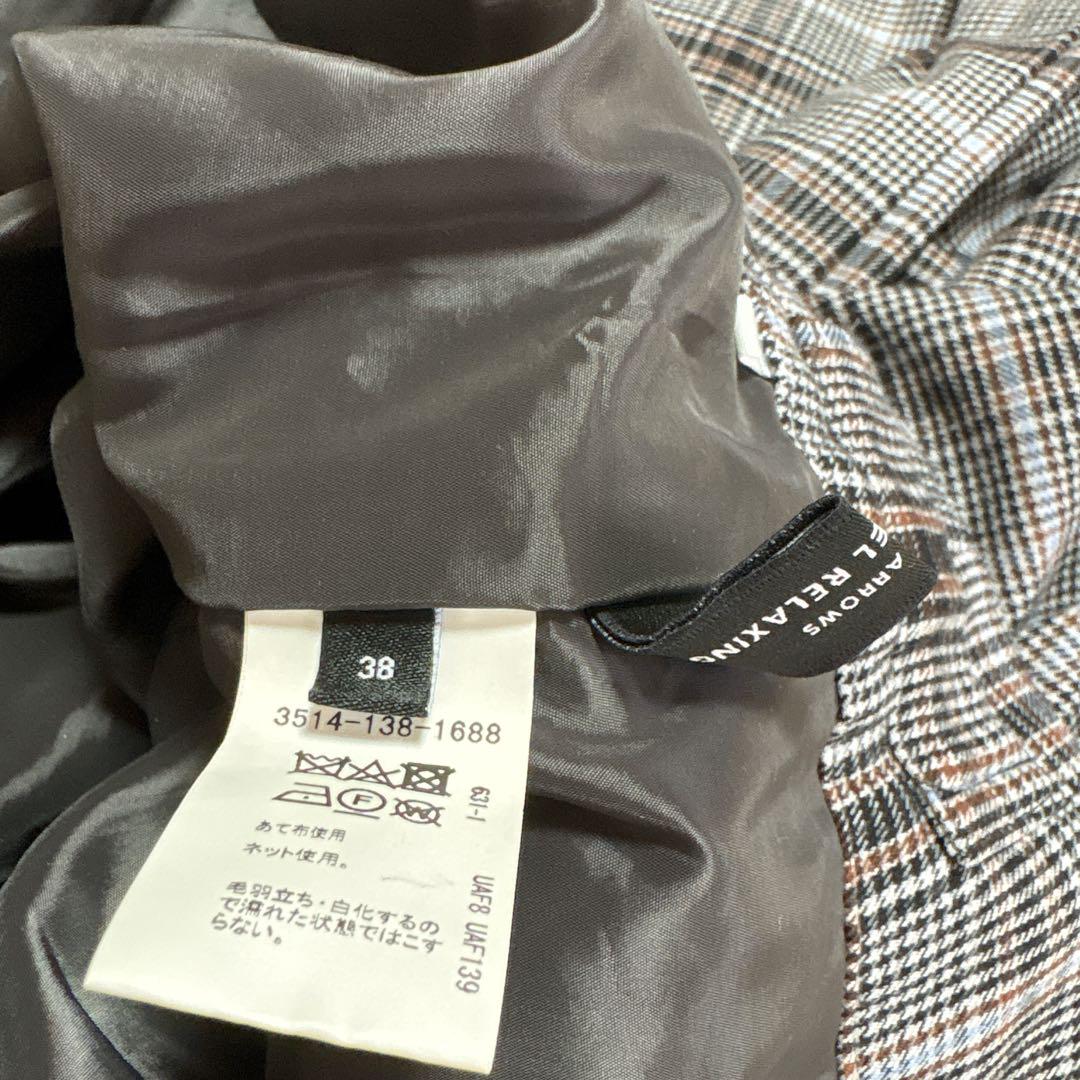 38
3514-138-1688
F
W
631-1
あて布使用
ネット使用。
毛羽立ち・白化するの
で濡れた状態ではこす
らない。
UAF8 UAF139
ARROWS
EL RELAXING